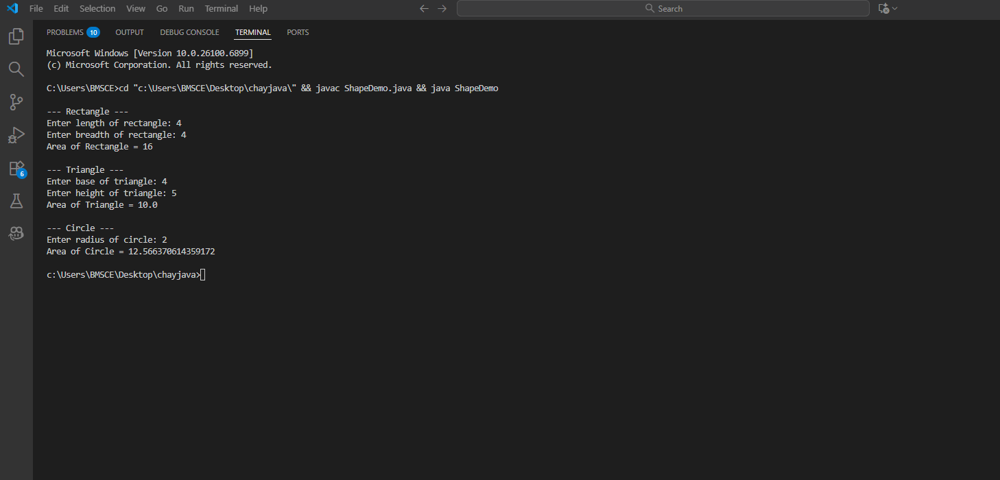 File Edit Selection View Go Run Terminal Help
Search
PROBLEMS 10 OUTPUT DEBUG CONSOLE TERMINAL PORTS
Microsoft Windows [Version 10.0.26100.6899]
(c) Microsoft Corporation. All rights reserved.
C:\Users\BMSCE>cd "c:\Users\BMSCE\Desktop\chayjava\" && javac ShapeDemo.java && java ShapeDemo
--- Rectangle ---
Enter length of rectangle: 4
Enter breadth of rectangle: 4
Area of Rectangle = 16
--- Triangle ---
Enter base of triangle: 4
Enter height of triangle: 5
Area of Triangle = 10.0
--- Circle ---
Enter radius of circle: 2
Area of Circle = 12.566370614359172
c:\Users\BMSCE\Desktop\chayjava>
6